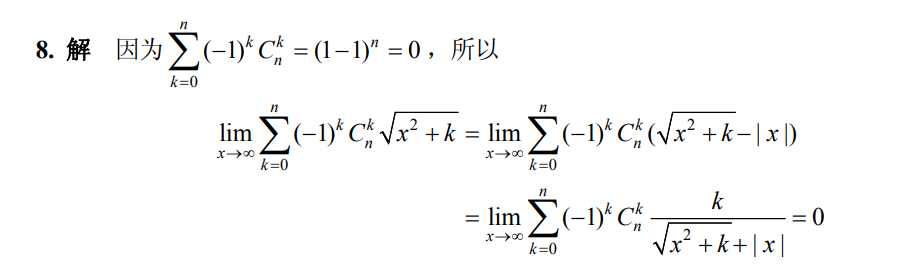 8. 解 因为 $\sum_{k=0}^{n}(-1)^k C_n^k = (1-1)^n = 0$，所以
$\lim_{x\to\infty}\sum_{k=0}^{n}(-1)^k C_n^k \sqrt{x^2+k} = \lim_{x\to\infty}\sum_{k=0}^{n}(-1)^k C_n^k (\sqrt{x^2+k}-|x|)$
$= \lim_{x\to\infty}\sum_{k=0}^{n}(-1)^k C_n^k \frac{k}{\sqrt{x^2+k}+|x|} = 0$